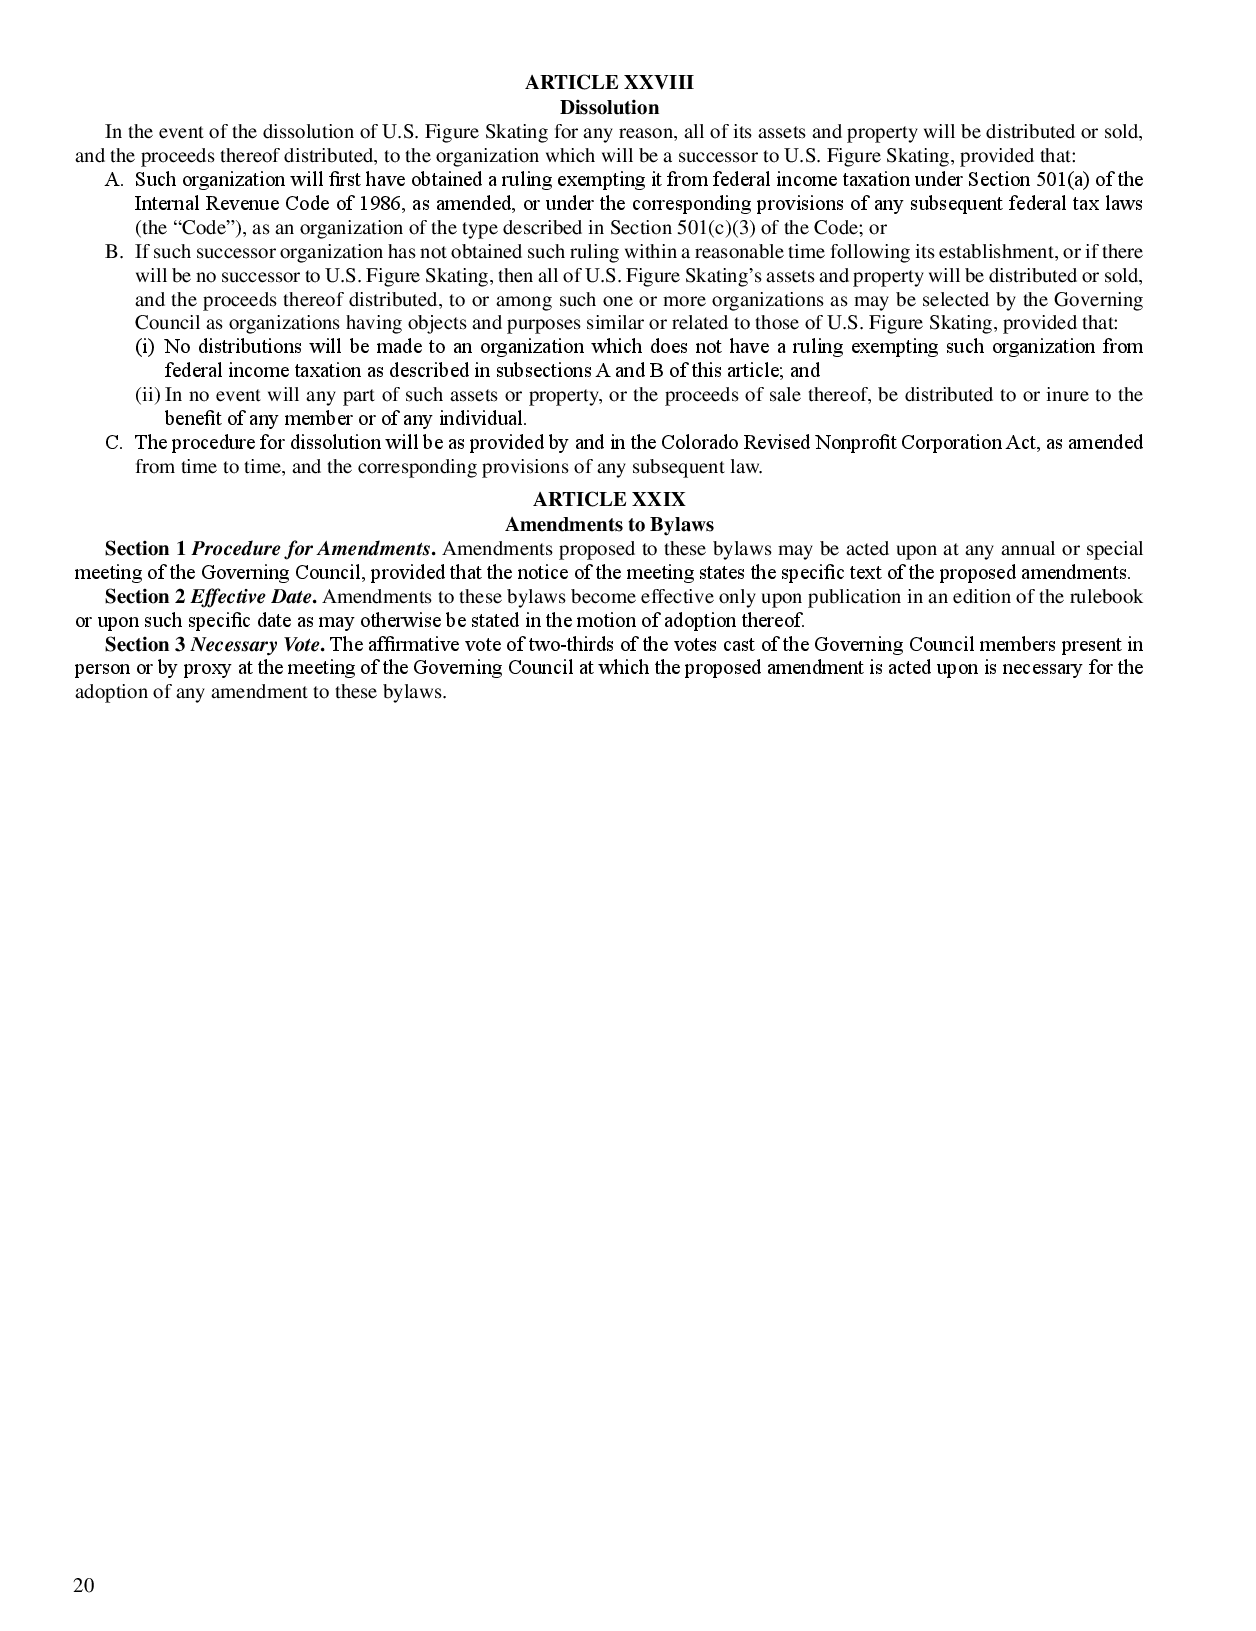 ARTICLE XXVIII
Dissolution
In the event of the dissolution of U.S. Figure Skating for any reason, all of its assets and property will be distributed or sold,
and the proceeds thereof distributed, to the organization which will be a successor to U.S. Figure Skating, provided that:
A. Such organization will first have obtained a ruling exempting it from federal income taxation under Section 501(a) of the
Internal Revenue Code of 1986, as amended, or under the corresponding provisions of any subsequent federal tax laws
(the “Code”), as an organization of the type described in Section 501(c)(3) of the Code; or
B. If such successor organization has not obtained such ruling within a reasonable time following its establishment, or if there
will be no successor to U.S. Figure Skating, then all of U.S. Figure Skating’s assets and property will be distributed or sold,
and the proceeds thereof distributed, to or among such one or more organizations as may be selected by the Governing
Council as organizations having objects and purposes similar or related to those of U.S. Figure Skating, provided that:
(i) No distributions will be made to an organization which does not have a ruling exempting such organization from
federal income taxation as described in subsections A and B of this article; and
(ii) In no event will any part of such assets or property, or the proceeds of sale thereof, be distributed to or inure to the
benefit of any member or of any individual.
C. The procedure for dissolution will be as provided by and in the Colorado Revised Nonprofit Corporation Act, as amended
from time to time, and the corresponding provisions of any subsequent law.
ARTICLE XXIX
Amendments to Bylaws
Section 1 Procedure for Amendments. Amendments proposed to these bylaws may be acted upon at any annual or special
meeting of the Governing Council, provided that the notice of the meeting states the specific text of the proposed amendments.
Section 2 Effective Date. Amendments to these bylaws become effective only upon publication in an edition of the rulebook
or upon such specific date as may otherwise be stated in the motion of adoption thereof.
Section 3 Necessary Vote. The affirmative vote of two-thirds of the votes cast of the Governing Council members present in
person or by proxy at the meeting of the Governing Council at which the proposed amendment is acted upon is necessary for the
adoption of any amendment to these bylaws.
20